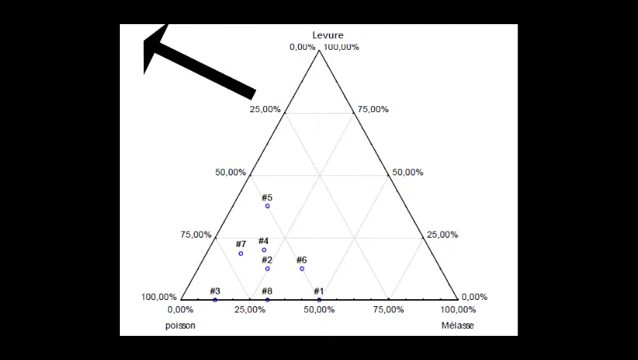 Levure
0,00% 100,00%
25,00% 75,00%
50,00% 50,00%
#5
75,00% 25,00%
#7 #4
#2 #6
#3 #8 #1
100,00% 0,00%
0,00% 25,00% 50,00% 75,00% 100,00%
poisson Mélasse